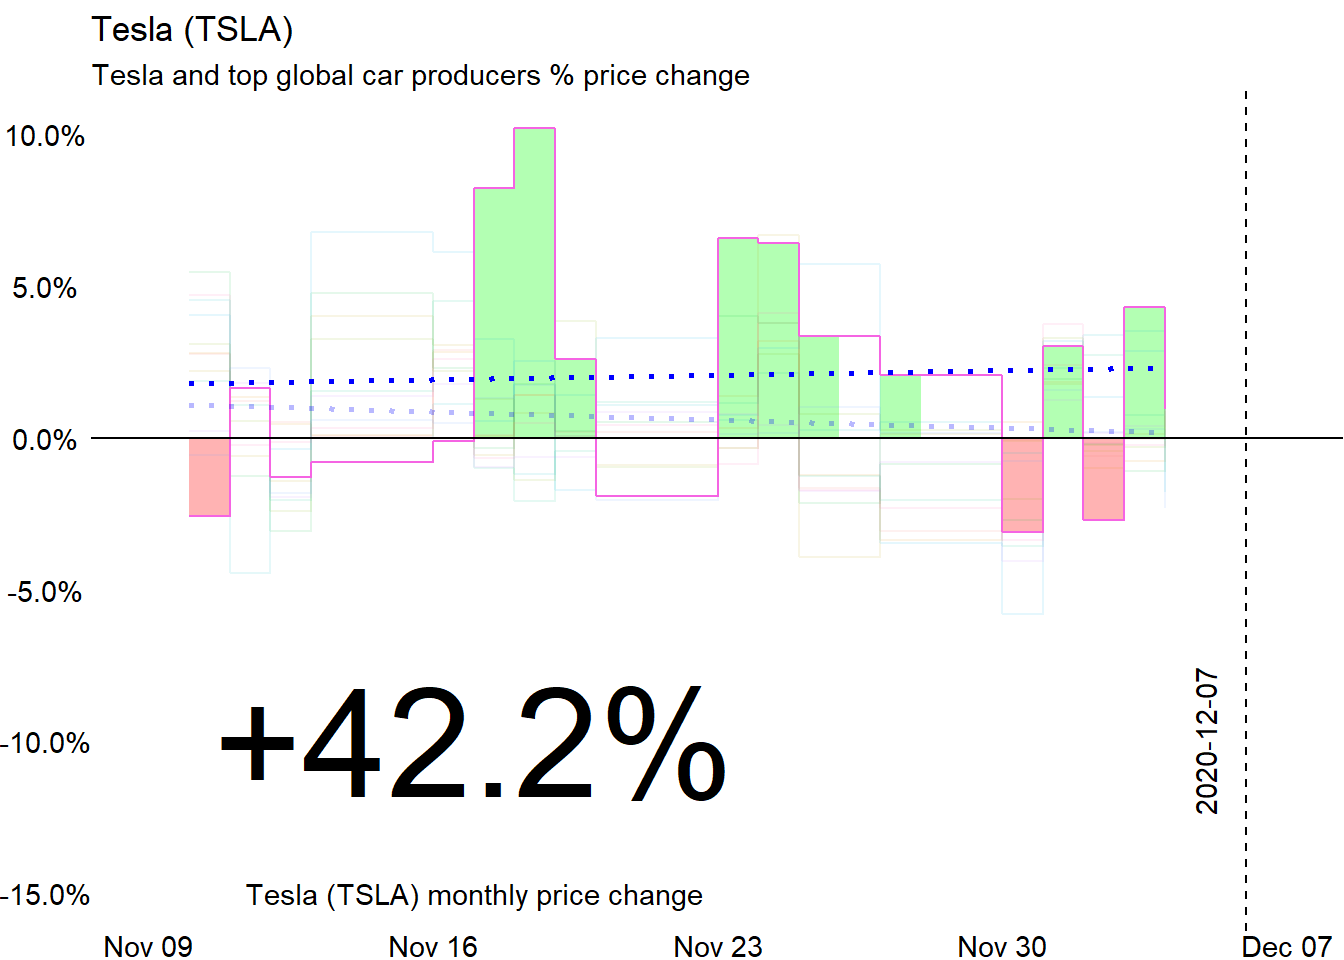 Tesla (TSLA)
Tesla and top global car producers % price change
10.0%
5.0%
0.0%
-5.0%
-10.0%
-15.0%
+42.2%
Tesla (TSLA) monthly price change
2020-12-07
Nov 09
Nov 16
Nov 23
Nov 30
Dec 07